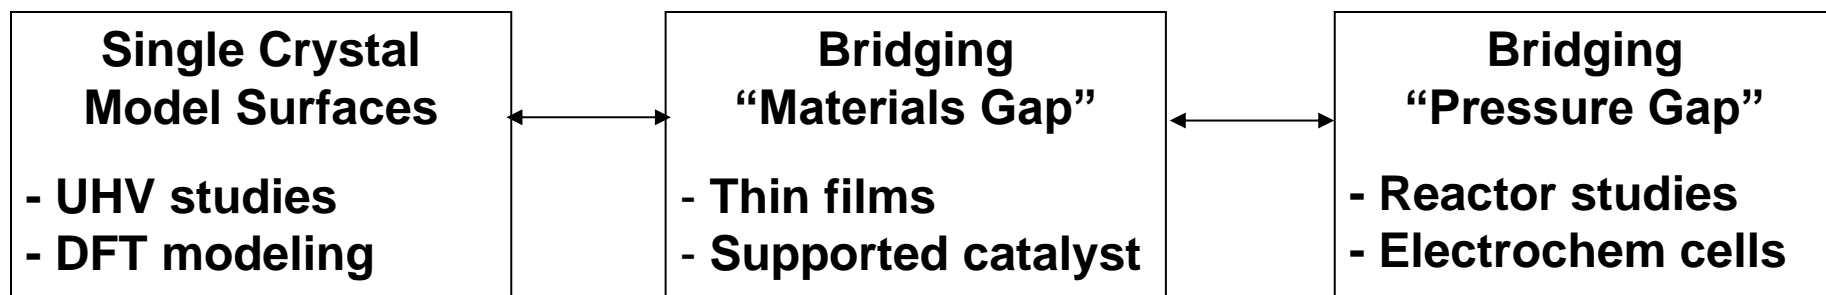 Single Crystal
Model Surfaces
- UHV studies
- DFT modeling
Bridging
“Materials Gap”
- Thin films
- Supported catalyst
Bridging
“Pressure Gap”
- Reactor studies
- Electrochem cells